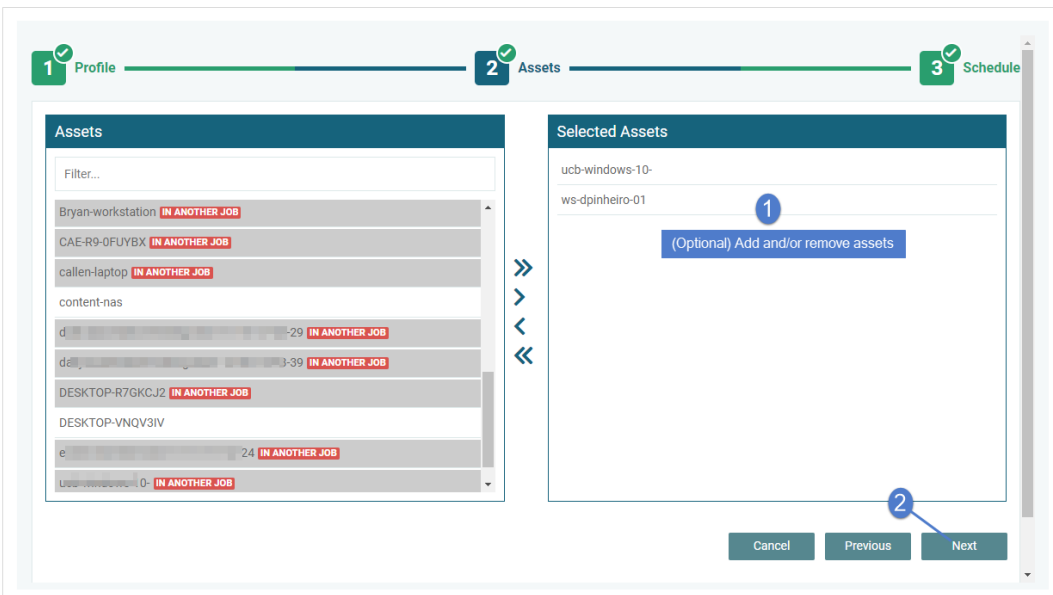 1 Profile
2 Assets
3 Schedule
Assets
Filter...
Bryan-workstation IN ANOTHER JOB
CAE-R9-0FUYBX IN ANOTHER JOB
callen-laptop IN ANOTHER JOB
content-nas
-29 IN ANOTHER JOB
-39 IN ANOTHER JOB
DESKTOP-R7GKCJ2 IN ANOTHER JOB
DESKTOP-VNQV3IV
24 IN ANOTHER JOB
0- IN ANOTHER JOB
Selected Assets
ucb-windows-10-
ws-dpinheiro-01
1
(Optional) Add and/or remove assets
2
Cancel Previous Next